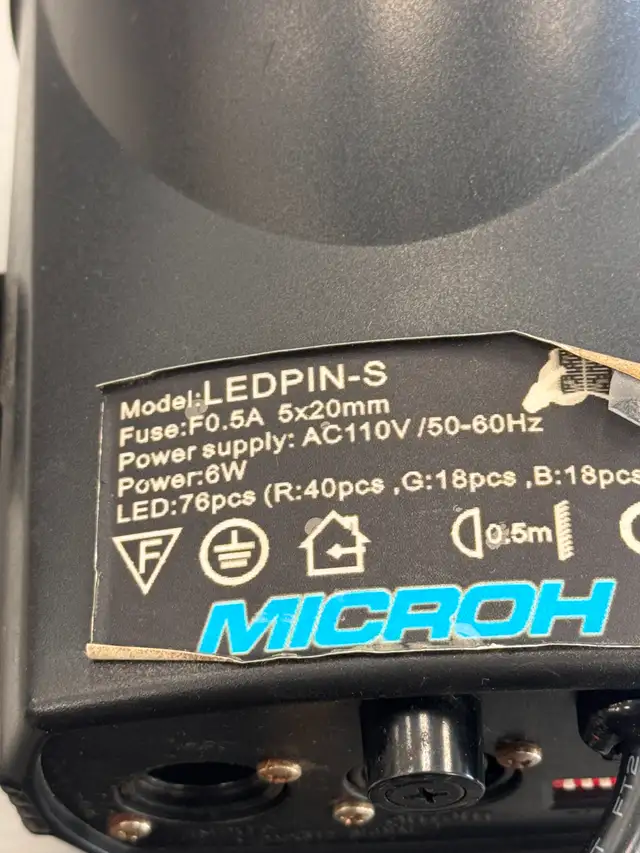 Model:LEDPIN-S
Fuse:F0.5A 5x20mm
Power supply: AC110V /50-60Hz
Power:6W
LED:76pcs (R:40pcs ,G:18pcs ,B:18pcs
F
0.5m
MICROH